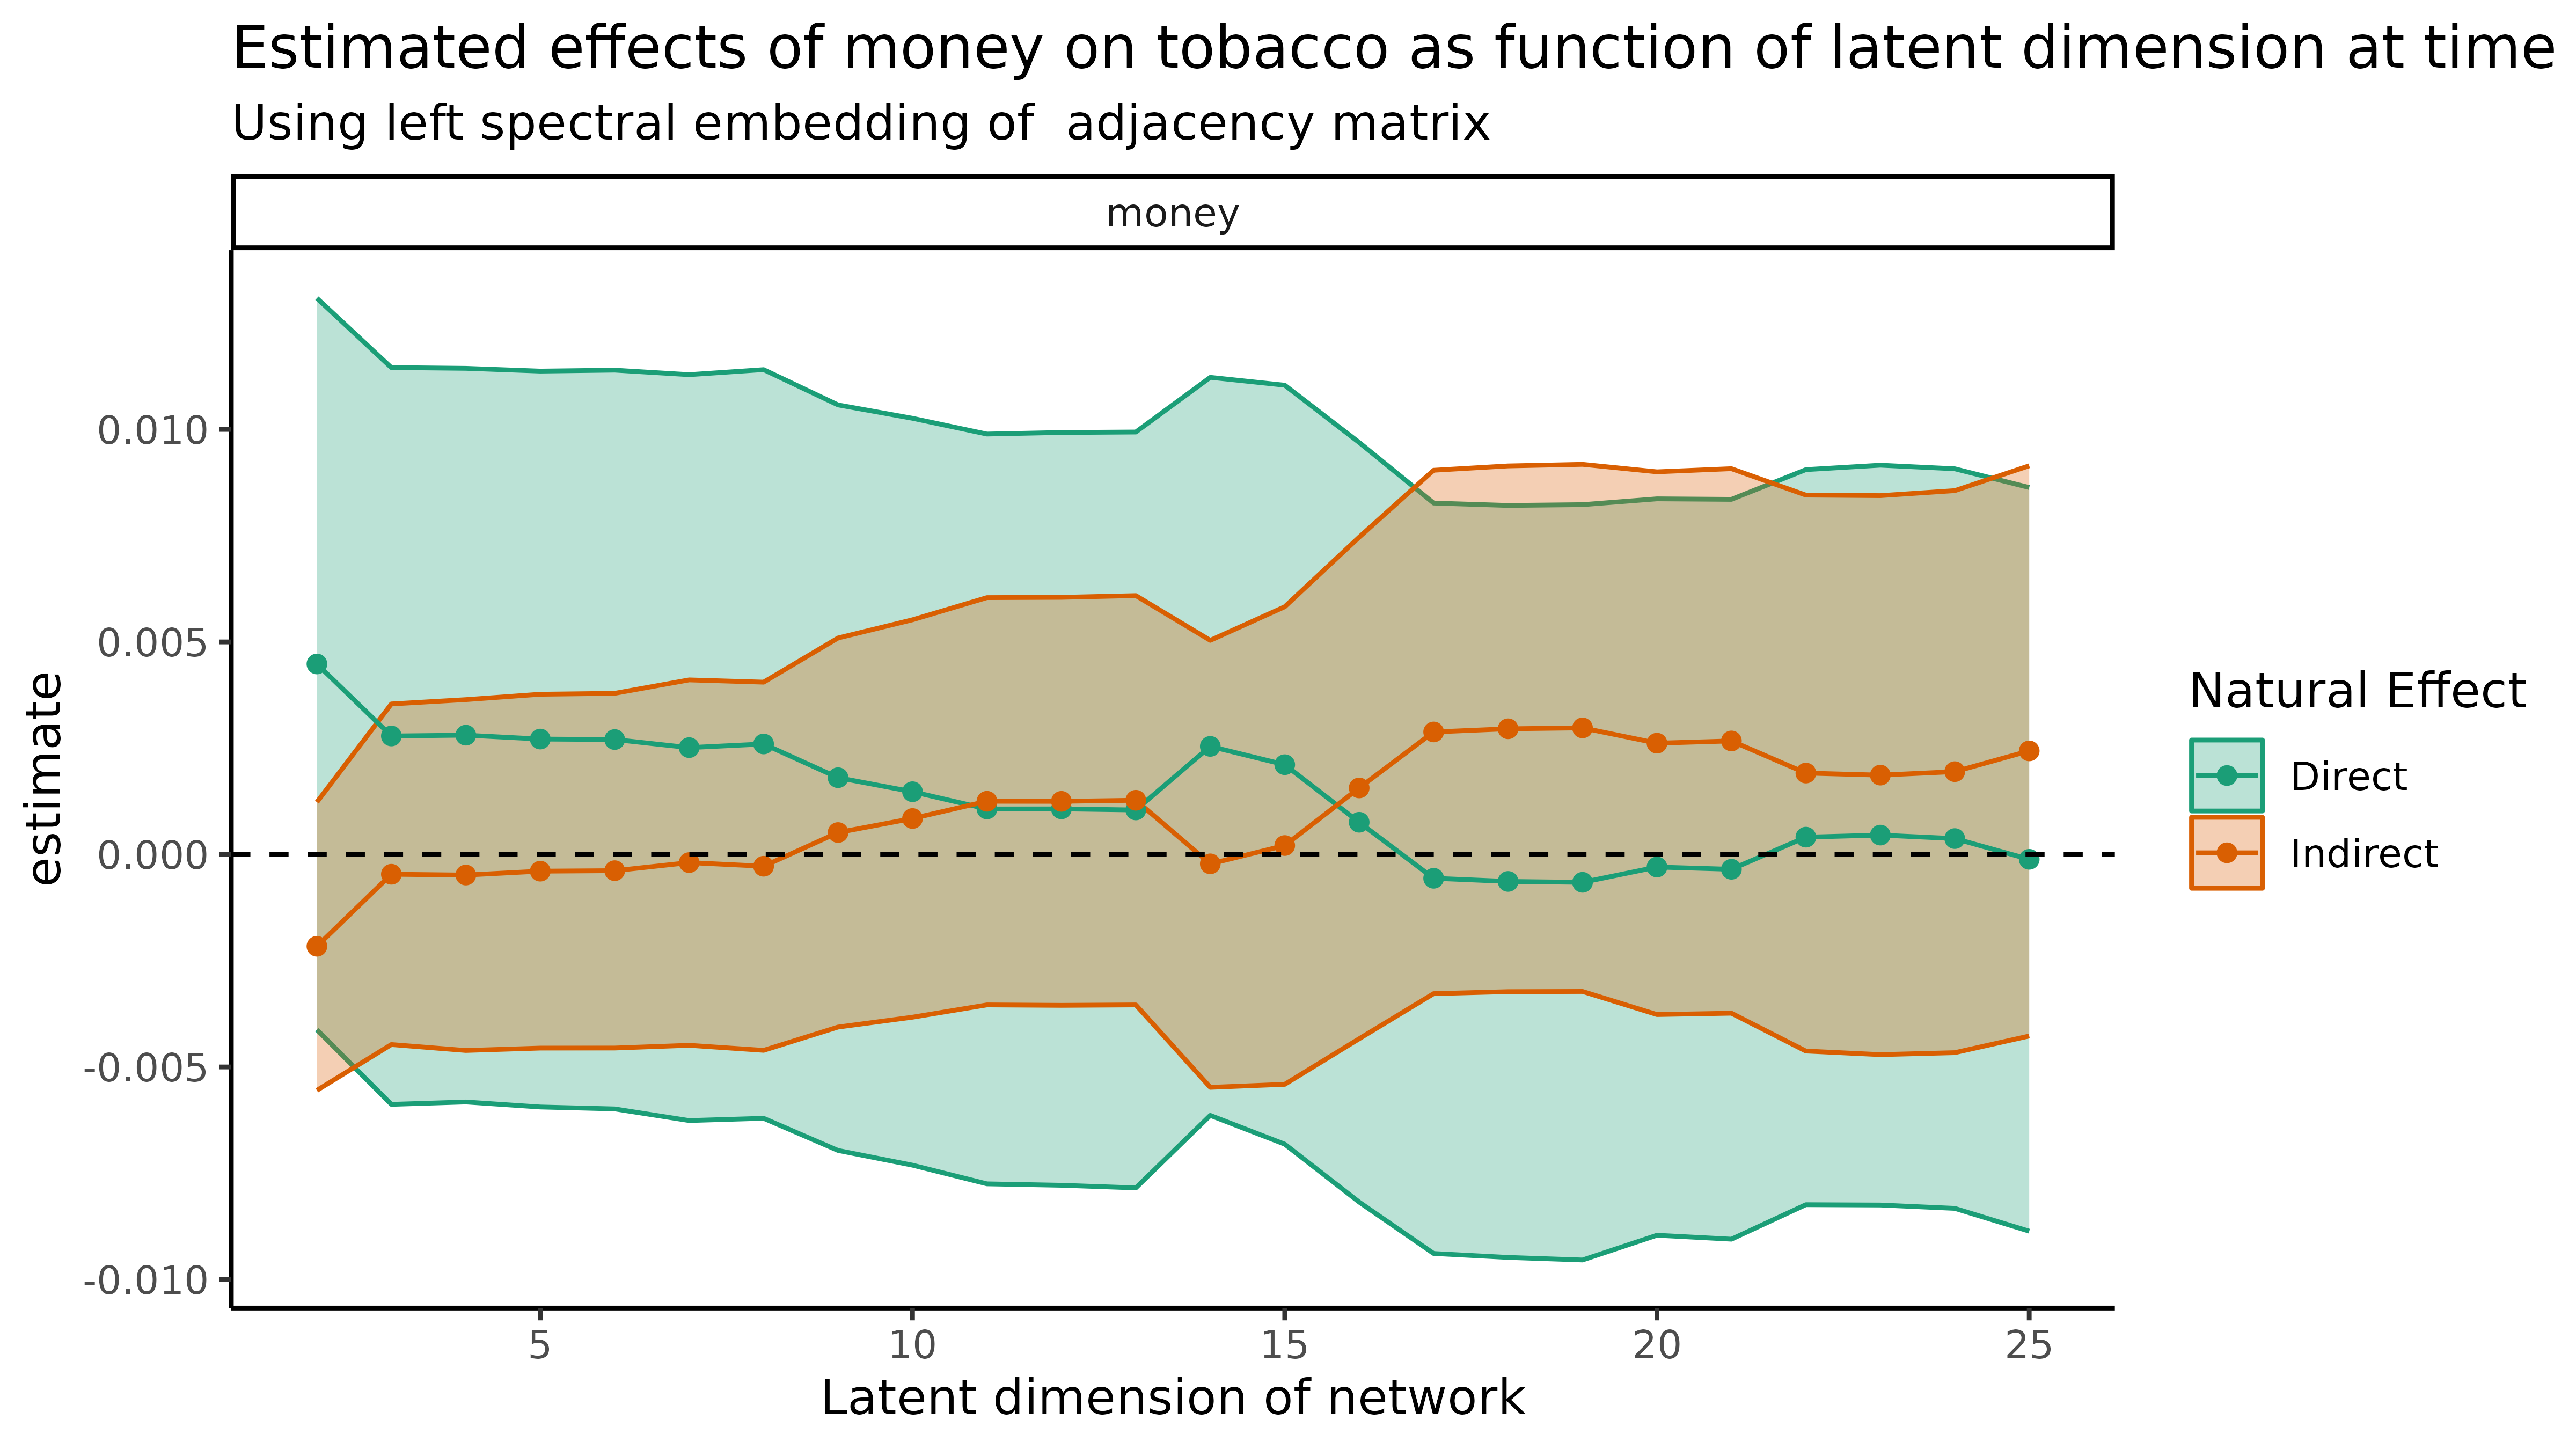 Estimated effects of money on tobacco as function of latent dimension at time
Using left spectral embedding of  adjacency matrix
money
estimate
0.010
0.005
0.000
-0.005
-0.010
5
10
15
20
25
Latent dimension of network
Natural Effect
Direct
Indirect